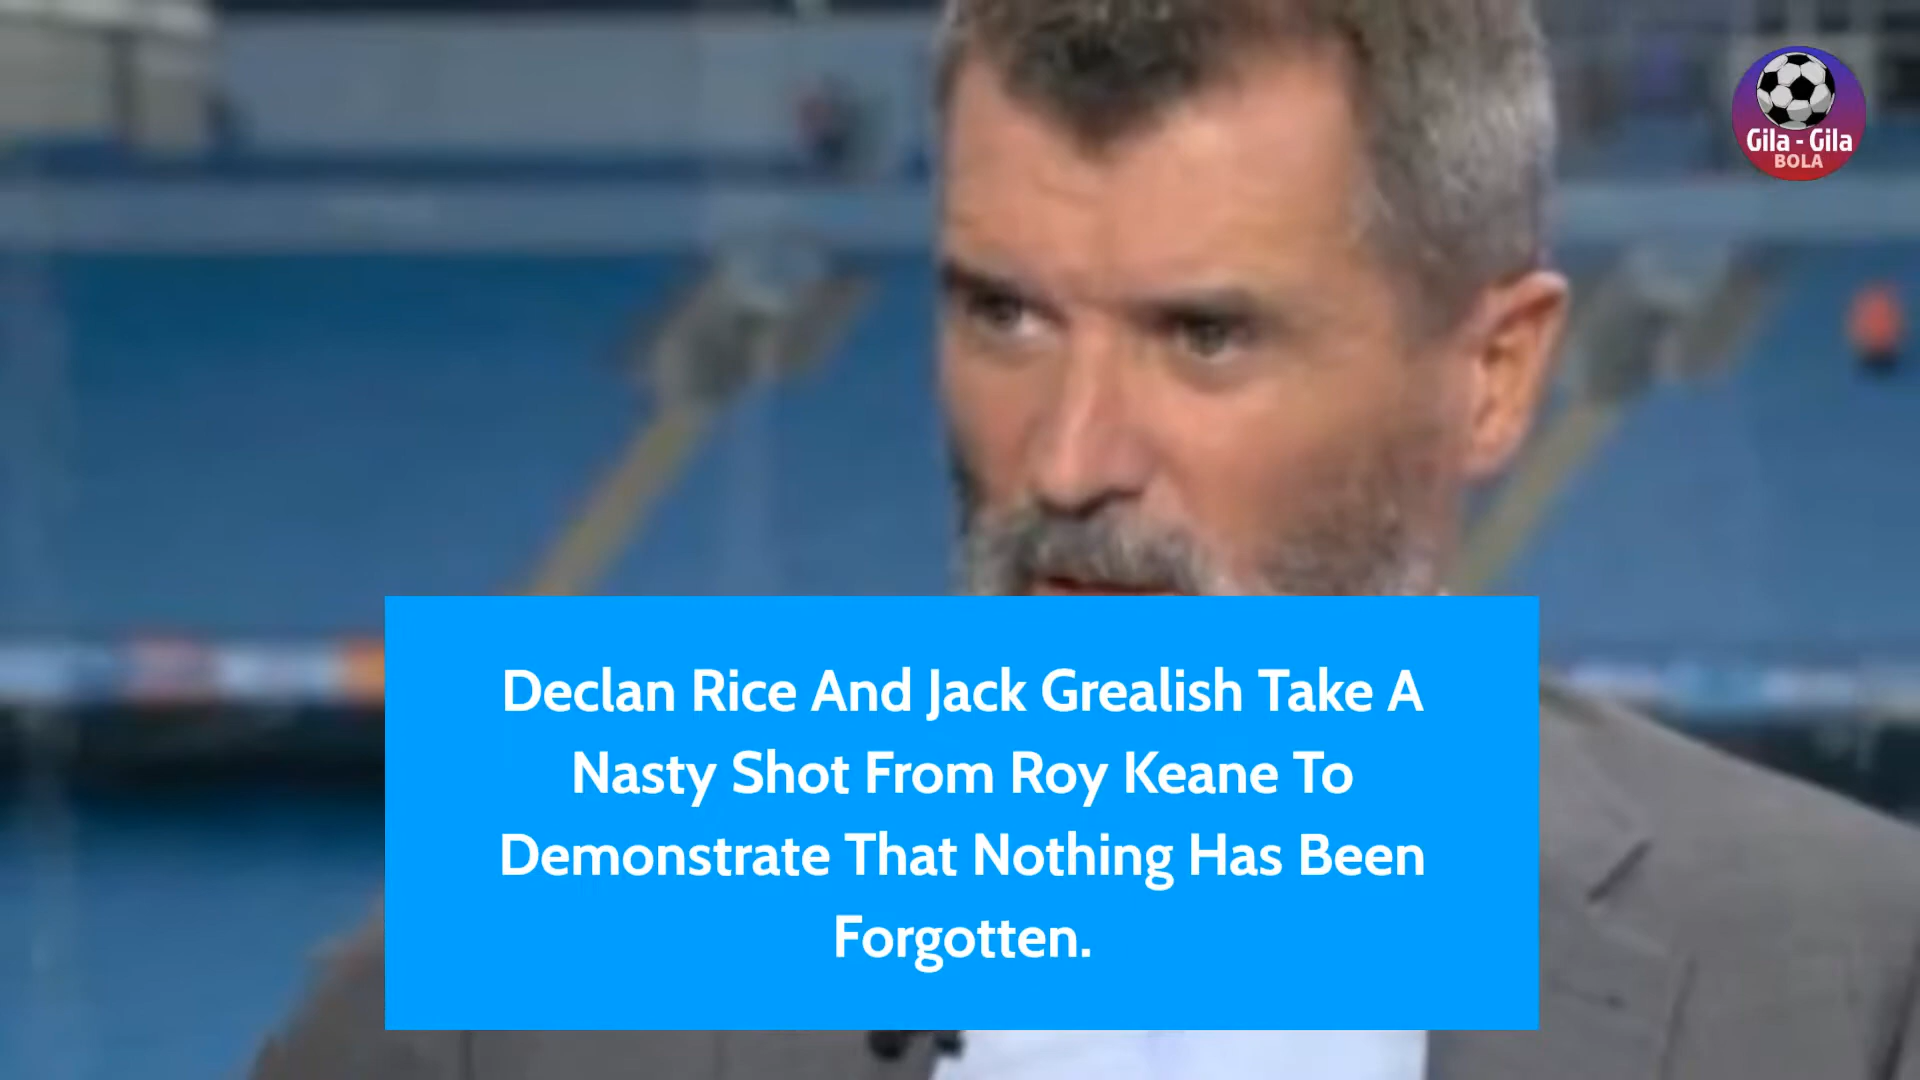 Gila - Gila
BOLA
Declan Rice And Jack Grealish Take A
Nasty Shot From Roy Keane To
Demonstrate That Nothing Has Been
Forgotten.